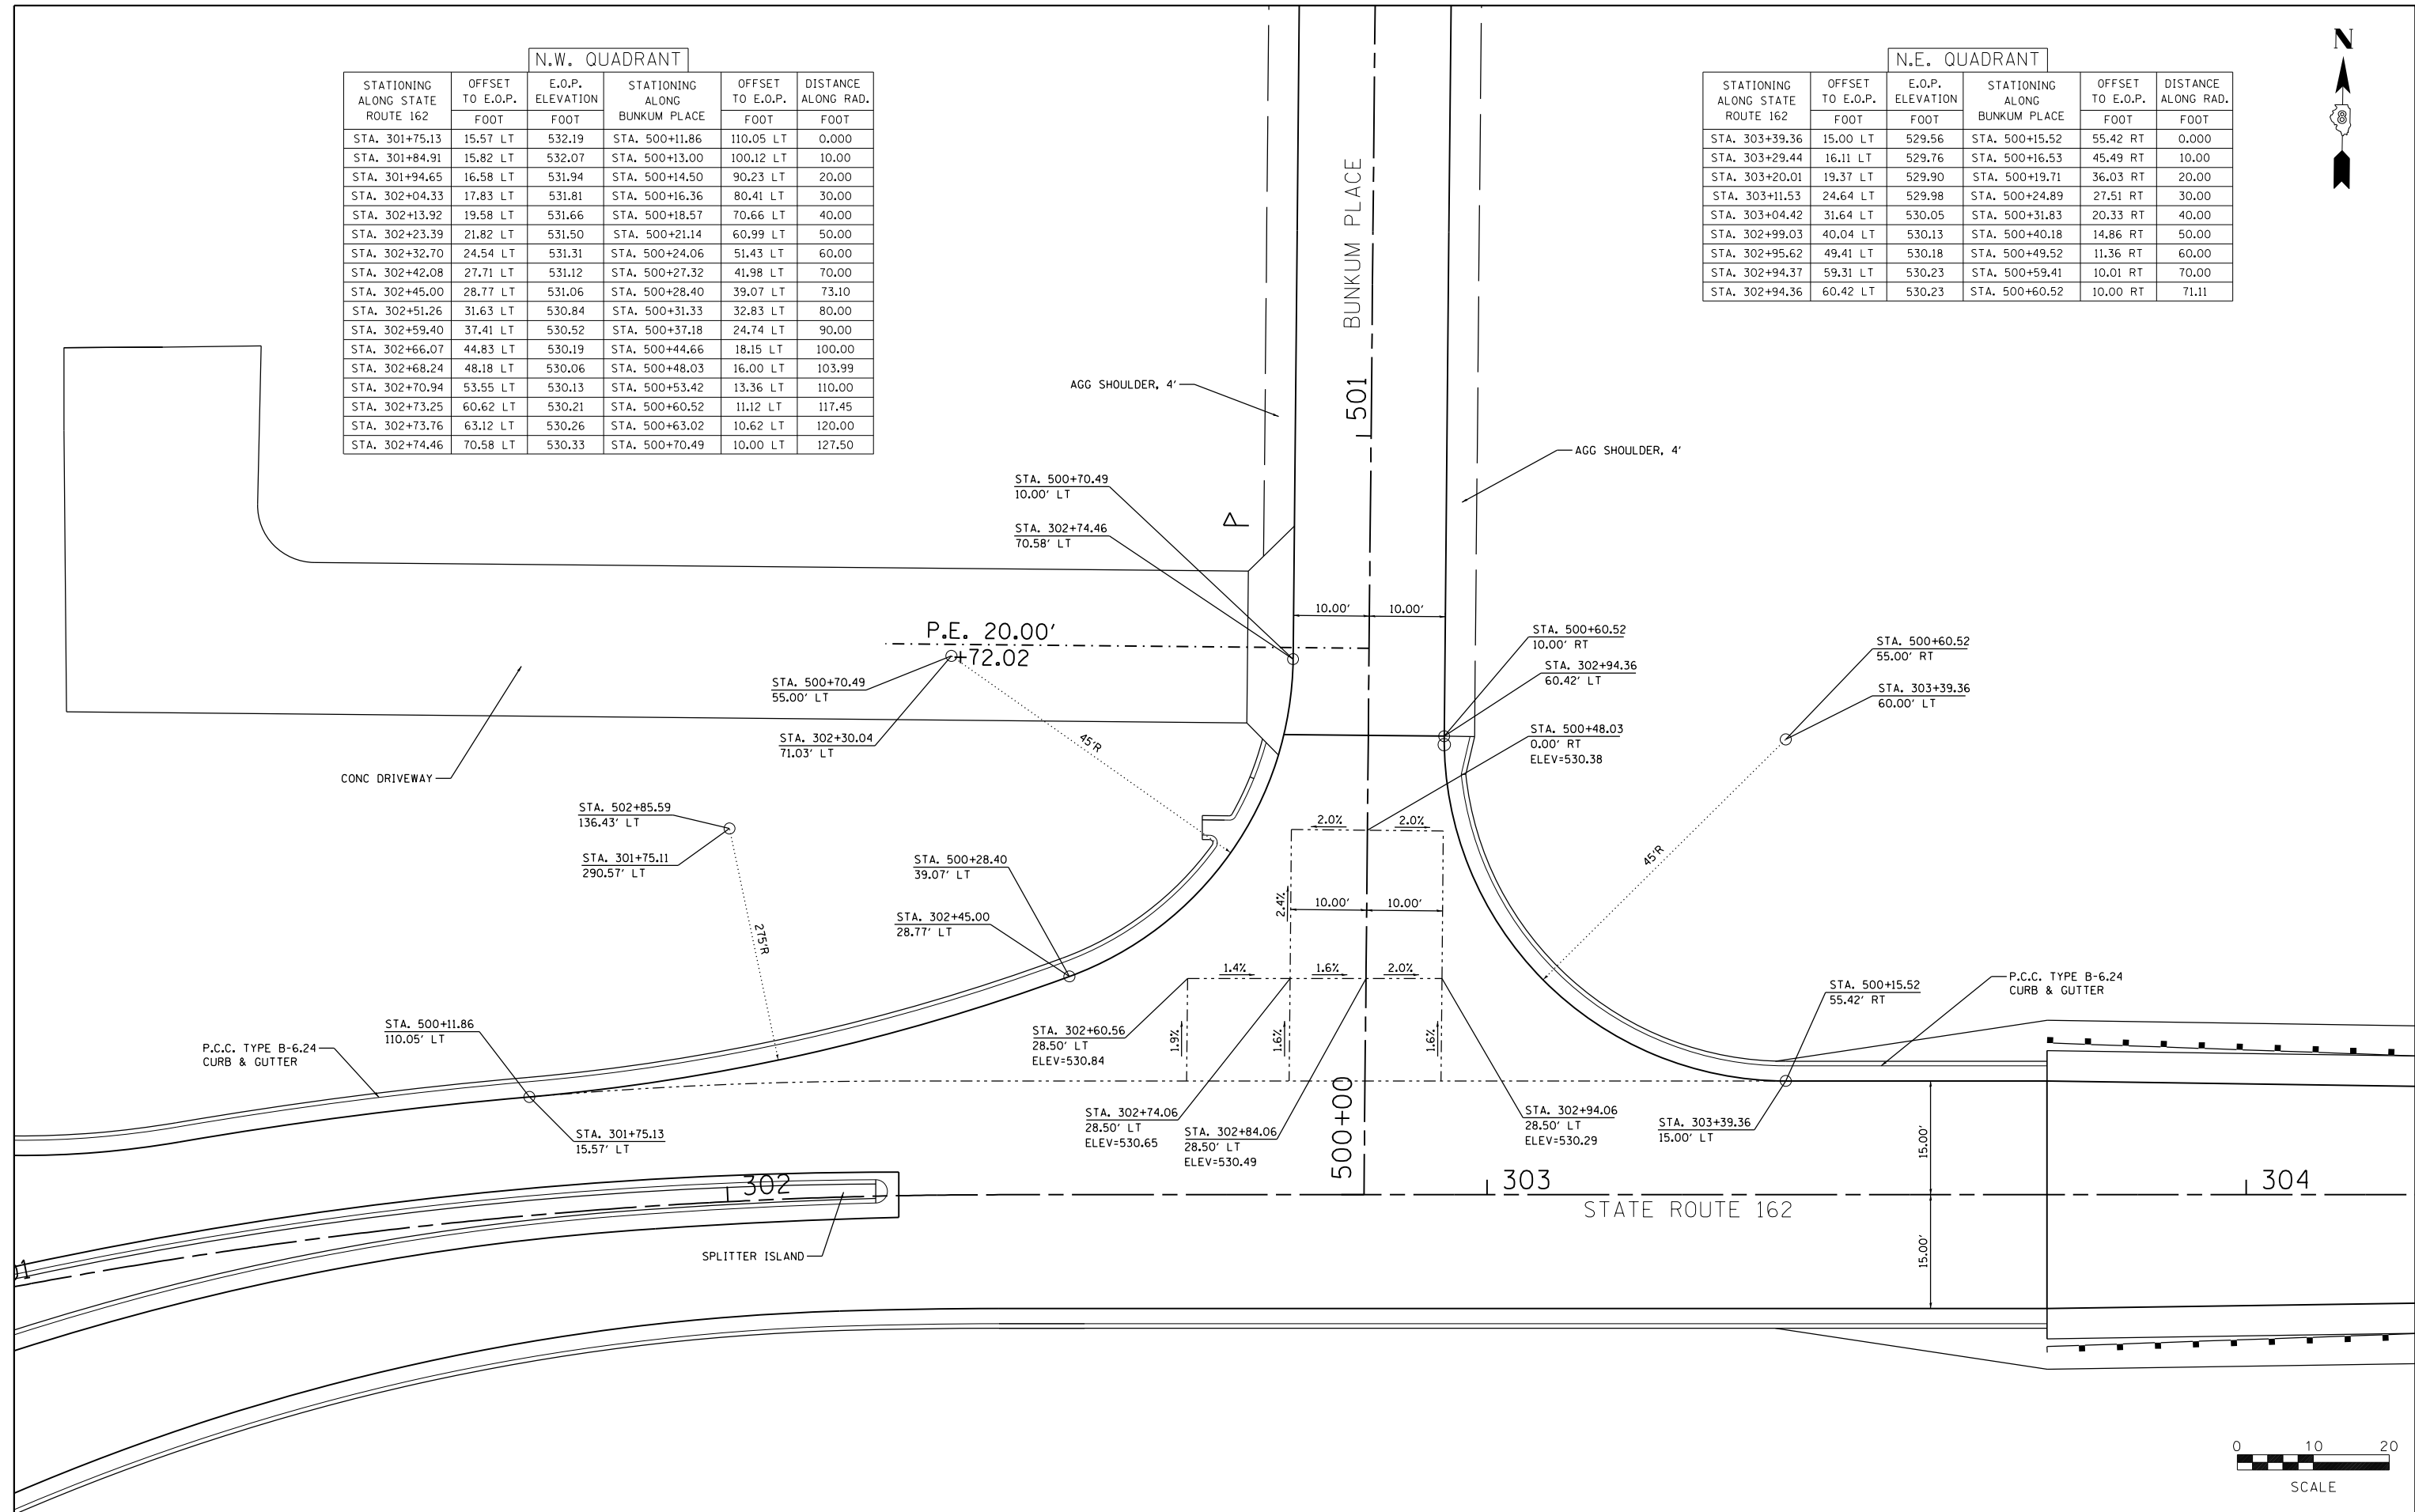 N.W. QUADRANT
STATIONING ALONG STATE ROUTE 162 OFFSET TO E.O.P. E.O.P. ELEVATION STATIONING ALONG BUNKUM PLACE OFFSET TO E.O.P. DISTANCE ALONG RAD.
FOOT FOOT FOOT FOOT
STA. 301+75.13 15.57 LT 532.19 STA. 500+11.86 110.05 LT 0.000
STA. 301+84.91 15.82 LT 532.07 STA. 500+13.00 100.12 LT 10.00
STA. 301+94.65 16.58 LT 531.94 STA. 500+14.50 90.23 LT 20.00
STA. 302+04.33 17.83 LT 531.81 STA. 500+16.36 80.41 LT 30.00
STA. 302+13.92 19.58 LT 531.66 STA. 500+18.57 70.66 LT 40.00
STA. 302+23.39 21.82 LT 531.50 STA. 500+21.14 60.99 LT 50.00
STA. 302+32.70 24.54 LT 531.31 STA. 500+24.06 51.43 LT 60.00
STA. 302+42.08 27.71 LT 531.12 STA. 500+27.32 41.98 LT 70.00
STA. 302+45.00 28.77 LT 531.06 STA. 500+28.40 39.07 LT 73.10
STA. 302+51.26 31.63 LT 530.84 STA. 500+31.33 32.83 LT 80.00
STA. 302+59.40 37.41 LT 530.52 STA. 500+37.18 24.74 LT 90.00
STA. 302+66.07 44.83 LT 530.19 STA. 500+44.66 18.15 LT 100.00
STA. 302+68.24 48.18 LT 530.06 STA. 500+48.03 16.00 LT 103.99
STA. 302+70.94 53.55 LT 530.13 STA. 500+53.42 13.36 LT 110.00
STA. 302+73.25 60.62 LT 530.21 STA. 500+60.52 11.12 LT 117.45
STA. 302+73.76 63.12 LT 530.26 STA. 500+63.02 10.62 LT 120.00
STA. 302+74.46 70.58 LT 530.33 STA. 500+70.49 10.00 LT 127.50
N.E. QUADRANT
STATIONING ALONG STATE ROUTE 162 OFFSET TO E.O.P. E.O.P. ELEVATION STATIONING ALONG BUNKUM PLACE OFFSET TO E.O.P. DISTANCE ALONG RAD.
FOOT FOOT FOOT FOOT
STA. 303+39.36 15.00 LT 529.56 STA. 500+15.52 55.42 RT 0.000
STA. 303+29.44 16.11 LT 529.76 STA. 500+16.53 45.49 RT 10.00
STA. 303+20.01 19.37 LT 529.90 STA. 500+19.71 36.03 RT 20.00
STA. 303+11.53 24.64 LT 529.98 STA. 500+24.89 27.51 RT 30.00
STA. 303+04.42 31.64 LT 530.05 STA. 500+31.83 20.33 RT 40.00
STA. 302+99.03 40.04 LT 530.13 STA. 500+40.18 14.86 RT 50.00
STA. 302+95.62 49.41 LT 530.18 STA. 500+49.52 11.36 RT 60.00
STA. 302+94.37 59.31 LT 530.23 STA. 500+59.41 10.01 RT 70.00
STA. 302+94.36 60.42 LT 530.23 STA. 500+60.52 10.00 RT 71.11
N
8
BUNKUM PLACE
501
AGG SHOULDER, 4'
AGG SHOULDER, 4'
STA. 500+70.49
10.00' LT
STA. 302+74.46
70.58' LT
P
10.00' 10.00'
P.E. 20.00'
+72.02
STA. 500+70.49
55.00' LT
STA. 302+30.04
71.03' LT
45'R
STA. 500+60.52
10.00' RT
STA. 302+94.36
60.42' LT
STA. 500+60.52
55.00' RT
STA. 303+39.36
60.00' LT
STA. 500+48.03
0.00' RT
ELEV=530.38
CONC DRIVEWAY
STA. 502+85.59
136.43' LT
STA. 301+75.11
290.57' LT
275'R
2.0% 2.0%
45'R
STA. 500+28.40
39.07' LT
STA. 302+45.00
28.77' LT
2.4%
10.00' 10.00'
1.4% 1.6% 2.0%
STA. 500+15.52
55.42' RT
P.C.C. TYPE B-6.24
CURB & GUTTER
STA. 500+11.86
110.05' LT
P.C.C. TYPE B-6.24
CURB & GUTTER
STA. 302+60.56
28.50' LT
ELEV=530.84
1.9% 1.6% 1.6%
STA. 301+75.13
15.57' LT
STA. 302+74.06
28.50' LT
ELEV=530.65
STA. 302+84.06
28.50' LT
ELEV=530.49
500+00
STA. 302+94.06
28.50' LT
ELEV=530.29
STA. 303+39.36
15.00' LT
15.00'
302 303 304
STATE ROUTE 162
15.00'
SPLITTER ISLAND
0 10 20
SCALE